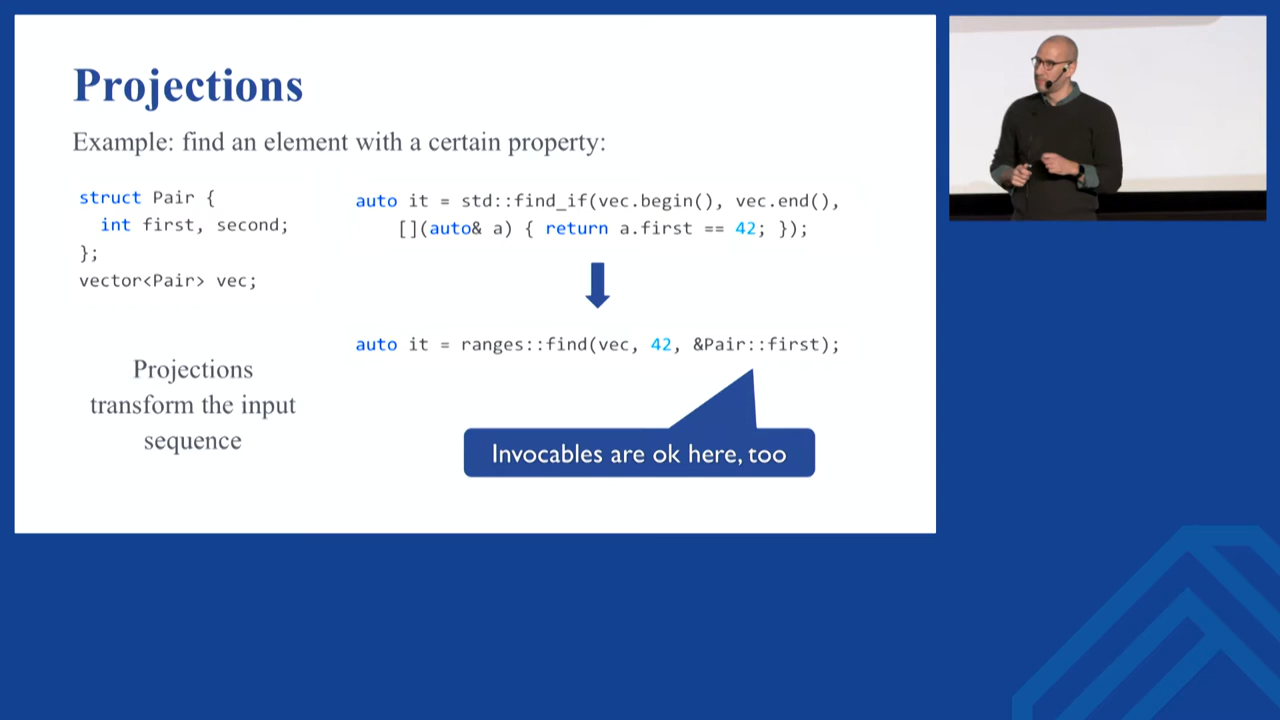 Projections
Example: find an element with a certain property:
struct Pair {
  int first, second;
};
vector<Pair> vec;
auto it = std::find_if(vec.begin(), vec.end(),
    [](auto& a) { return a.first == 42; });
auto it = ranges::find(vec, 42, &Pair::first);
Projections
transform the input
sequence
Invocables are ok here, too